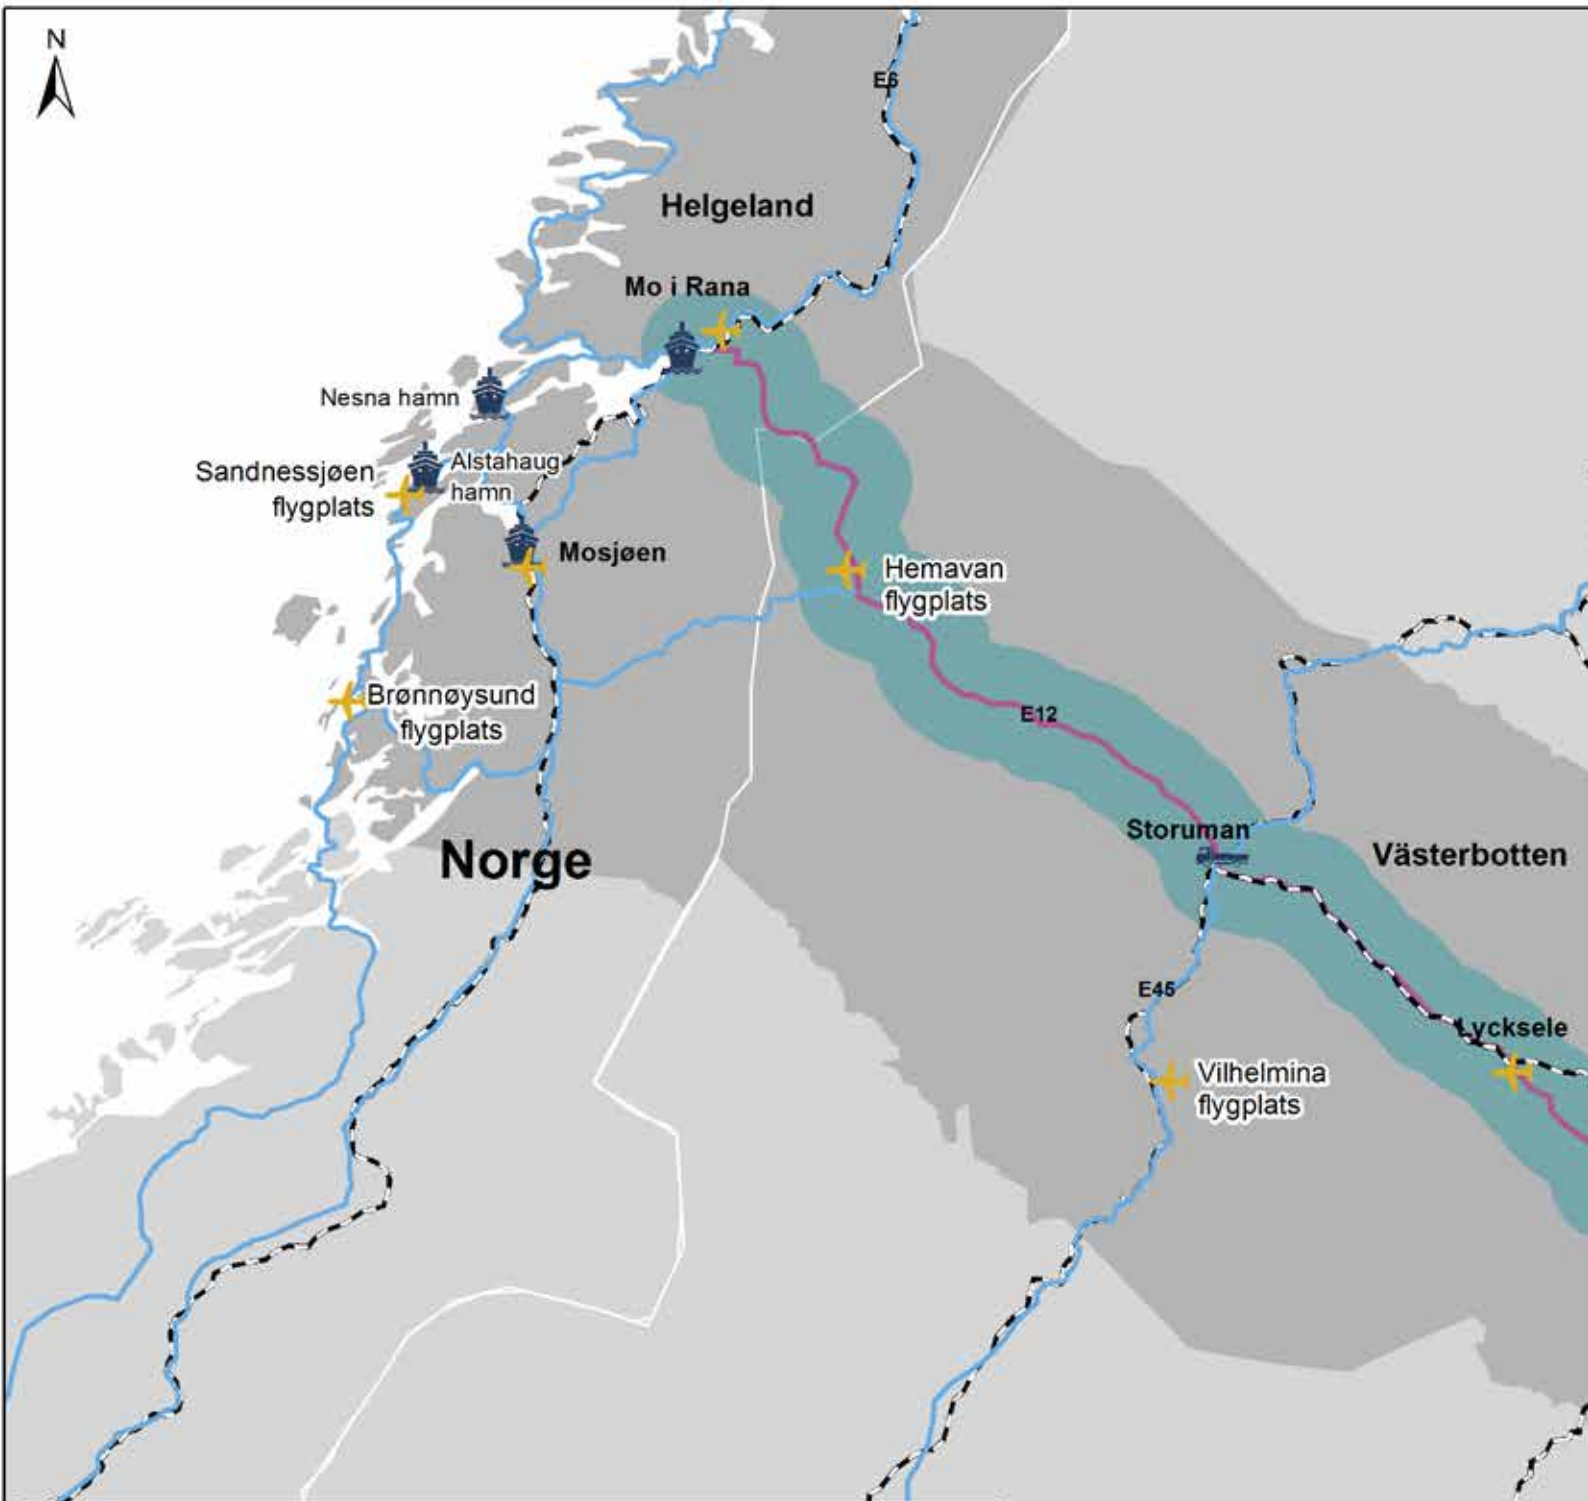 N
E6
Helgeland
Mo i Rana
Nesna hamn
Sandnessjøen
flygplats
Alstahaug
hamn
Mosjøen
Hemavan
flygplats
Brønnøysund
flygplats
E12
Storuman
Västerbotten
Norge
E45
Lycksele
Vilhelmina
flygplats